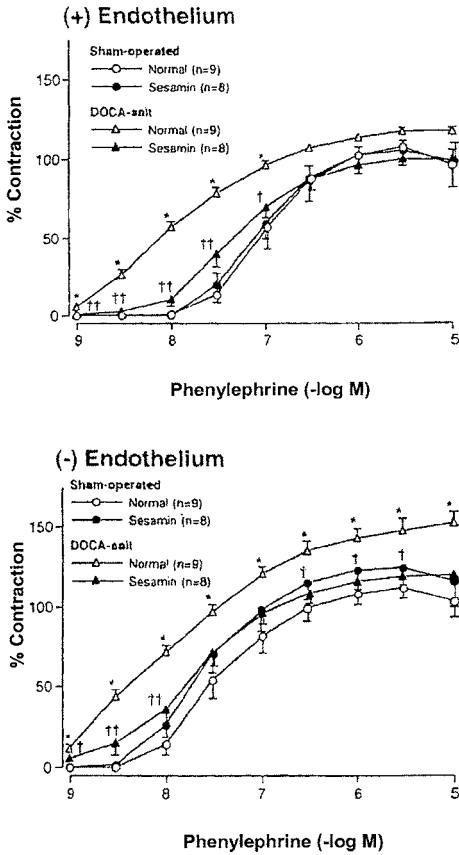 (+) Endothelium
Sham-operated
Normal (n=9)
Sesamin (n=8)
DOCA-salt
Normal (n=9)
Sesamin (n=8)
% Contraction
150
100
50
0
* * * * *
†† †† †† †† †
9 8 7 6 5
Phenylephrine (-log M)
(-) Endothelium
Sham-operated
Normal (n=9)
Sesamin (n=8)
DOCA-salt
Normal (n=9)
Sesamin (n=8)
% Contraction
150
100
50
0
* * * * * * * * *
† †† †† † † †
9 8 7 6 5
Phenylephrine (-log M)